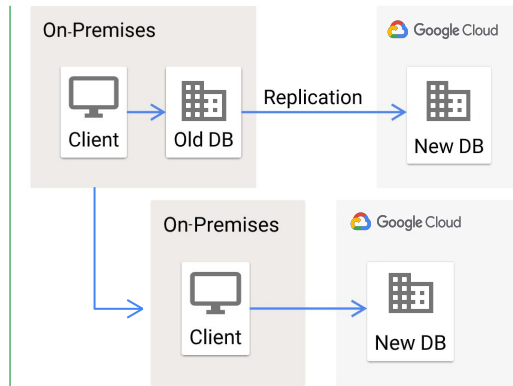 On-Premises
Google Cloud
Replication
Client
Old DB
New DB
On-Premises
Google Cloud
Client
New DB